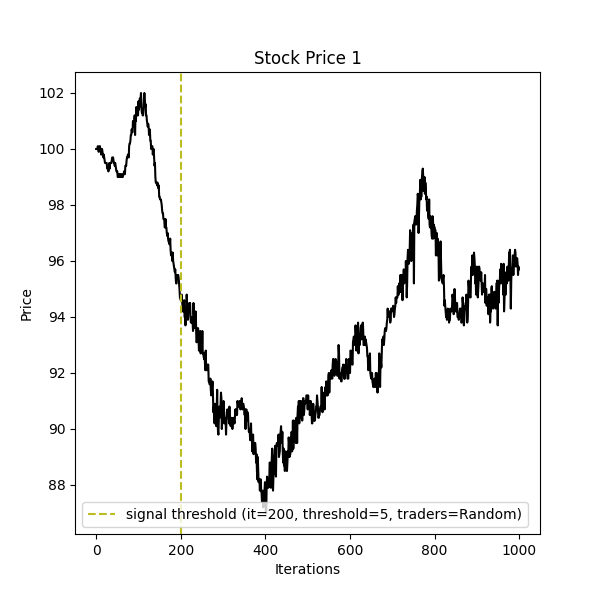 Stock Price 1
Price
102
100
98
96
94
92
90
88
signal threshold (it=200, threshold=5, traders=Random)
0 200 400 600 800 1000
Iterations